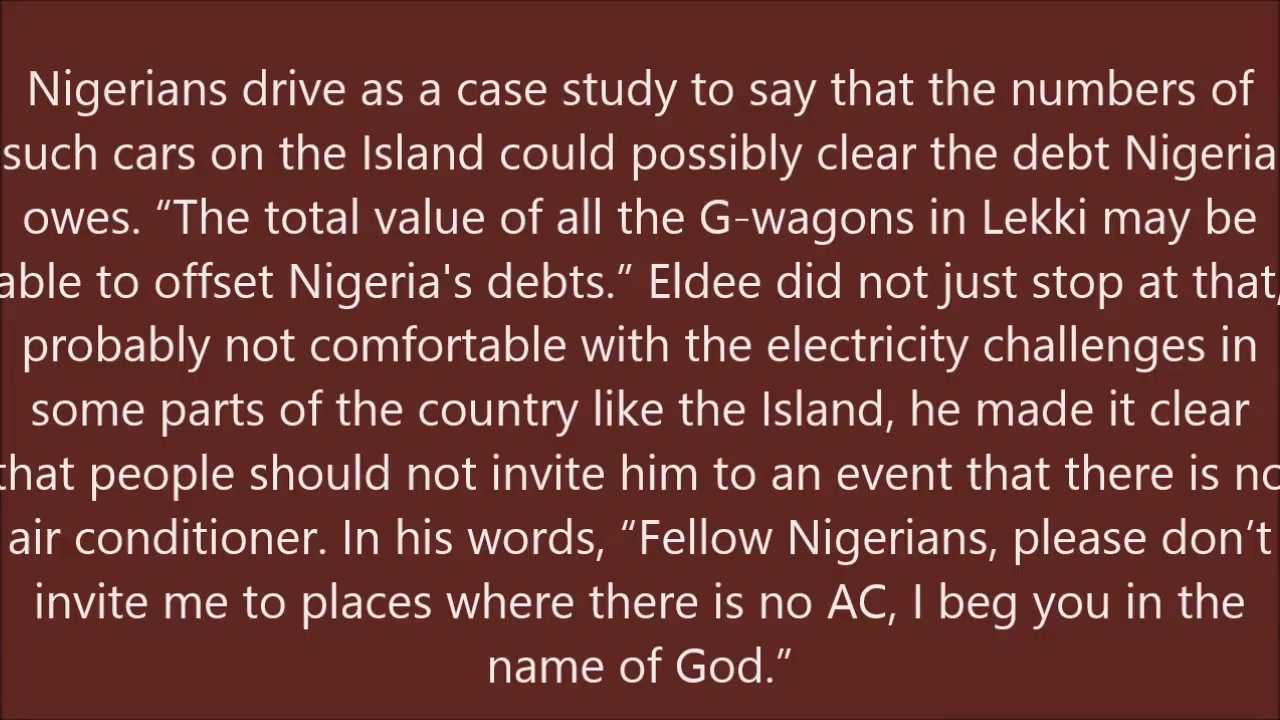 Nigerians drive as a case study to say that the numbers of
such cars on the Island could possibly clear the debt Nigeria
owes. “The total value of all the G-wagons in Lekki may be
able to offset Nigeria's debts.” Eldee did not just stop at that,
probably not comfortable with the electricity challenges in
some parts of the country like the Island, he made it clear
that people should not invite him to an event that there is no
air conditioner. In his words, “Fellow Nigerians, please don’t
invite me to places where there is no AC, I beg you in the
name of God.”